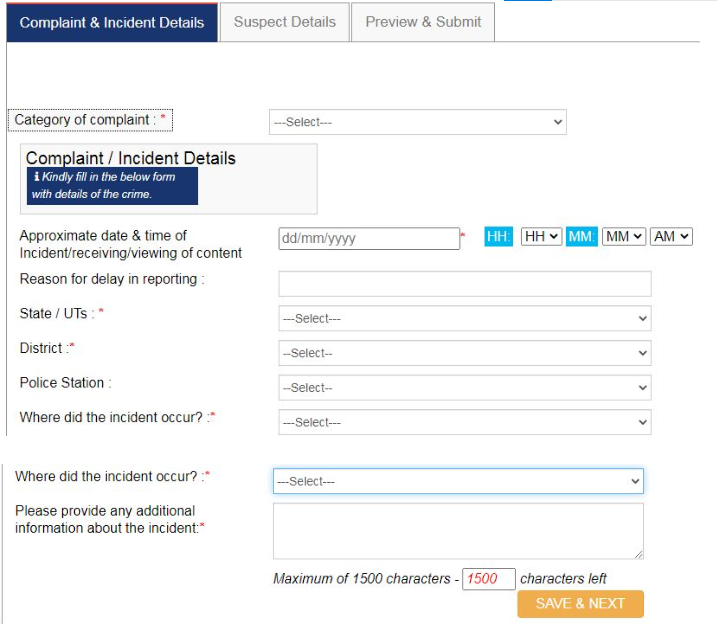 Complaint & Incident Details Suspect Details Preview & Submit
Category of complaint : * ---Select---
Complaint / Incident Details
i Kindly fill in the below form
with details of the crime.
Approximate date & time of
Incident/receiving/viewing of content dd/mm/yyyy * HH: HH MM: MM AM
Reason for delay in reporting :
State / UTs : * ---Select---
District :* --Select--
Police Station : --Select--
Where did the incident occur? :* ---Select---
Where did the incident occur? :* ---Select---
Please provide any additional
information about the incident:*
Maximum of 1500 characters - 1500 characters left
SAVE & NEXT